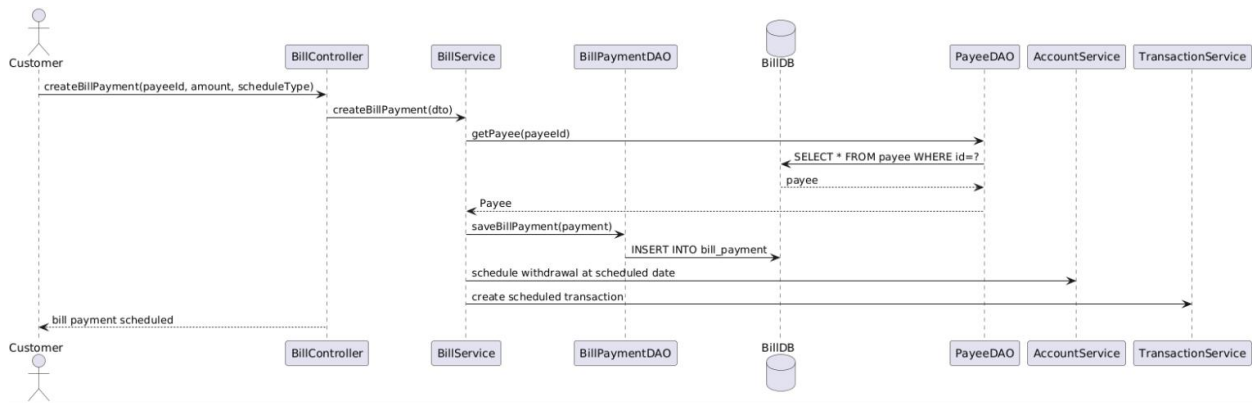 Customer
BillController
BillService
BillPaymentDAO
BillDB
PayeeDAO
AccountService
TransactionService
createBillPayment(payeeId, amount, scheduleType)
createBillPayment(dto)
getPayee(payeeId)
SELECT * FROM payee WHERE id=?
payee
Payee
saveBillPayment(payment)
INSERT INTO bill_payment
schedule withdrawal at scheduled date
create scheduled transaction
bill payment scheduled
Customer
BillController
BillService
BillPaymentDAO
BillDB
PayeeDAO
AccountService
TransactionService